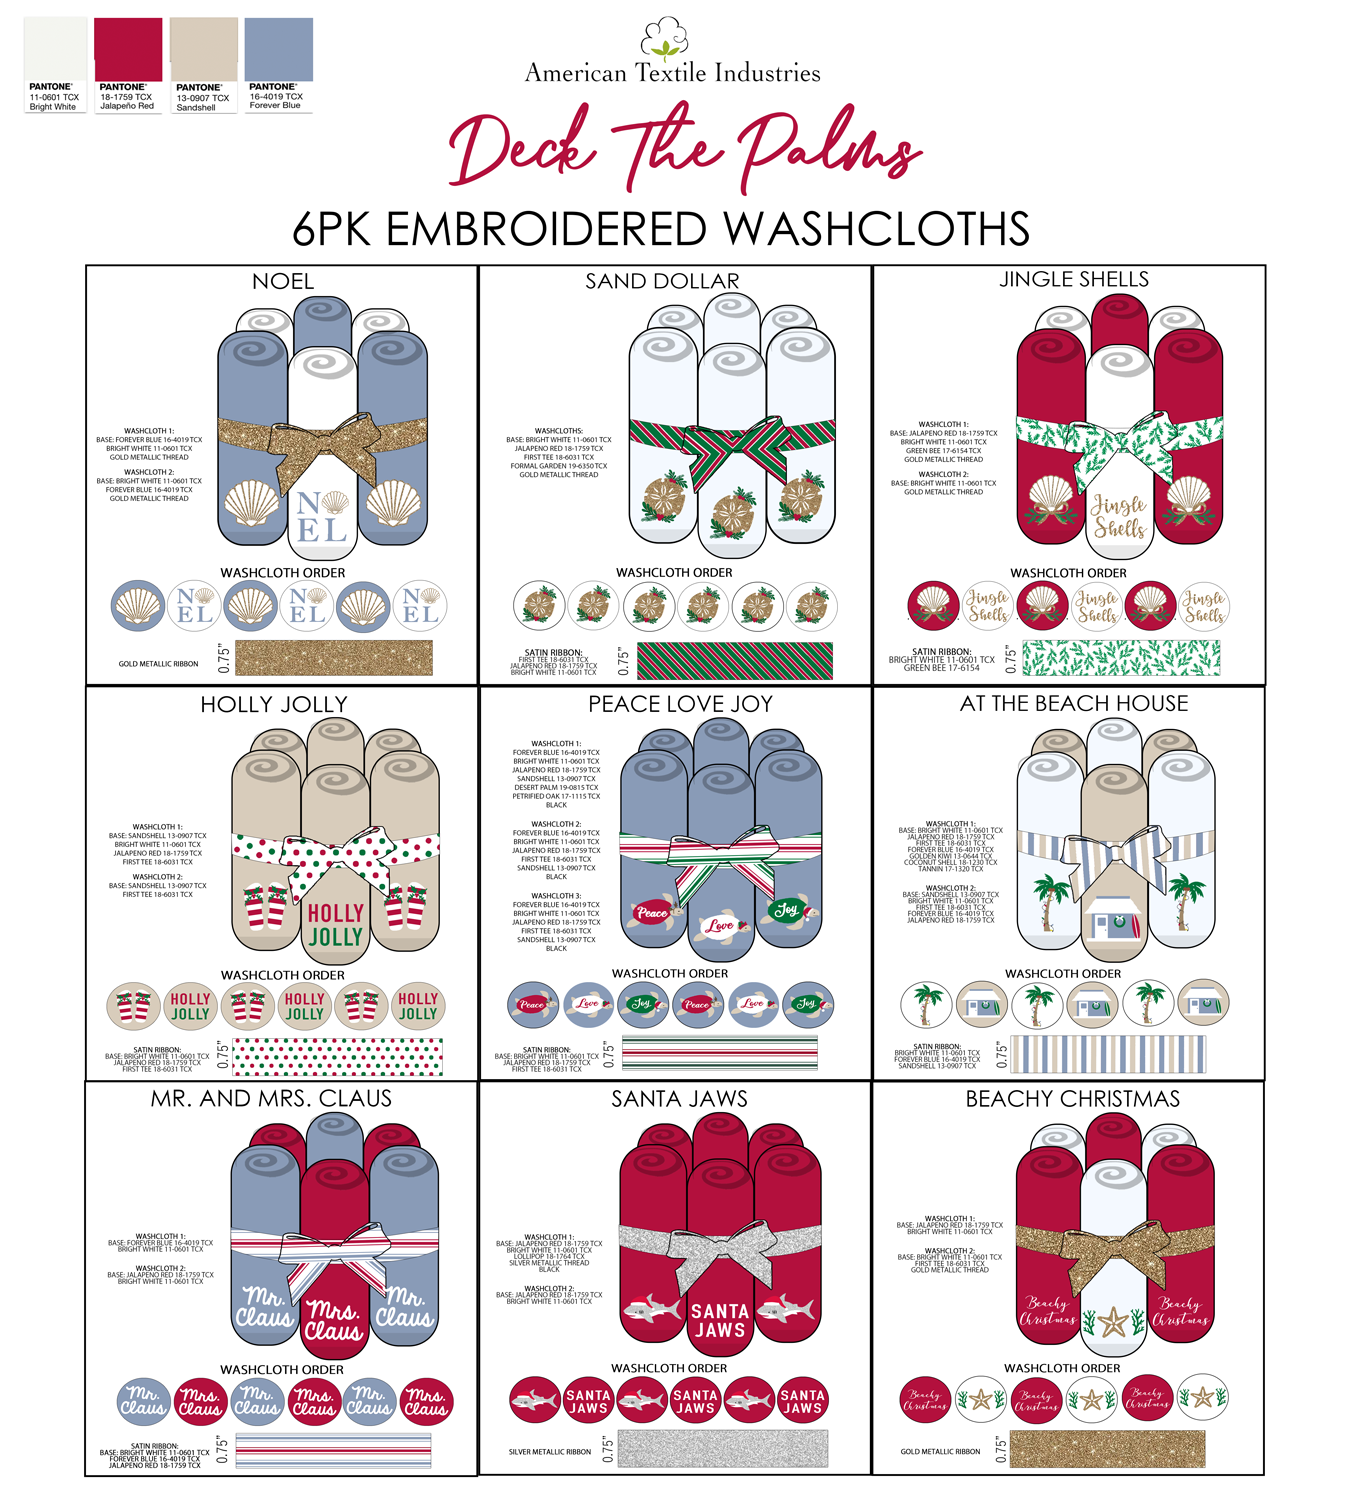 PANTONE®
11-0601 TCX
Bright White
PANTONE®
18-1759 TCX
Jalapeño Red
PANTONE®
13-0907 TCX
Sandshell
PANTONE®
16-4019 TCX
Forever Blue
American Textile Industries
Deck The Palms
6PK EMBROIDERED WASHCLOTHS
NOEL
WASHCLOTH 1:
BASE: FOREVER BLUE 16-4019 TCX
BRIGHT WHITE 11-0601 TCX
GOLD METALLIC THREAD
WASHCLOTH 2:
BASE: BRIGHT WHITE 11-0601 TCX
FOREVER BLUE 16-4019 TCX
GOLD METALLIC THREAD
N
EL
WASHCLOTH ORDER
N
EL
N
EL
N
EL
GOLD METALLIC RIBBON
0.75"
SAND DOLLAR
WASHCLOTHS:
BASE: BRIGHT WHITE 11-0601 TCX
JALAPENO RED 18-1759 TCX
FIRST TEE 18-6031 TCX
FORMAL GARDEN 19-6350 TCX
GOLD METALLIC THREAD
WASHCLOTH ORDER
SATIN RIBBON:
FIRST TEE 18-6031 TCX
JALAPENO RED 18-1759 TCX
BRIGHT WHITE 11-0601 TCX
0.75"
JINGLE SHELLS
WASHCLOTH 1:
BASE: JALAPENO RED 18-1759 TCX
BRIGHT WHITE 11-0601 TCX
GREEN BEE 17-6154 TCX
GOLD METALLIC THREAD
WASHCLOTH 2:
BASE: BRIGHT WHITE 11-0601 TCX
GOLD METALLIC THREAD
Jingle
Shells
WASHCLOTH ORDER
Jingle
Shells
Jingle
Shells
Jingle
Shells
SATIN RIBBON:
BRIGHT WHITE 11-0601 TCX
GREEN BEE 17-6154
0.75"
HOLLY JOLLY
WASHCLOTH 1:
BASE: SANDSHELL 13-0907 TCX
BRIGHT WHITE 11-0601 TCX
JALAPENO RED 18-1759 TCX
FIRST TEE 18-6031 TCX
WASHCLOTH 2:
BASE: SANDSHELL 13-0907 TCX
FIRST TEE 18-6031 TCX
HOLLY
JOLLY
WASHCLOTH ORDER
HOLLY
JOLLY
HOLLY
JOLLY
HOLLY
JOLLY
SATIN RIBBON:
BASE: BRIGHT WHITE 11-0601 TCX
JALAPENO RED 18-1759 TCX
FIRST TEE 18-6031 TCX
0.75"
PEACE LOVE JOY
WASHCLOTH 1:
FOREVER BLUE 16-4019 TCX
BRIGHT WHITE 11-0601 TCX
JALAPENO RED 18-1759 TCX
SANDSHELL 13-0907 TCX
DESERT PALM 19-0815 TCX
PETRIFIED OAK 17-1115 TCX
BLACK
WASHCLOTH 2:
FOREVER BLUE 16-4019 TCX
BRIGHT WHITE 11-0601 TCX
JALAPENO RED 18-1759 TCX
FIRST TEE 18-6031 TCX
SANDSHELL 13-0907 TCX
BLACK
WASHCLOTH 3:
FOREVER BLUE 16-4019 TCX
BRIGHT WHITE 11-0601 TCX
JALAPENO RED 18-1759 TCX
FIRST TEE 18-6031 TCX
SANDSHELL 13-0907 TCX
BLACK
Peace
Love
Joy
WASHCLOTH ORDER
Peace
Love
Joy
Peace
Love
Joy
SATIN RIBBON:
BASE: BRIGHT WHITE 11-0601 TCX
JALAPENO RED 18-1759 TCX
FIRST TEE 18-6031 TCX
0.75"
AT THE BEACH HOUSE
WASHCLOTH 1:
BASE: BRIGHT WHITE 11-0601 TCX
JALAPENO RED 18-1759 TCX
FIRST TEE 18-6031 TCX
FOREVER BLUE 16-4019 TCX
GOLDEN KIWI 13-0644 TCX
COCONUT SHELL 18-1230 TCX
TANNIN 17-1320 TCX
WASHCLOTH 2:
BASE: SANDSHELL 13-0907 TCX
BRIGHT WHITE 11-0601 TCX
FIRST TEE 18-6031 TCX
FOREVER BLUE 16-4019 TCX
JALAPENO RED 18-1759 TCX
WASHCLOTH ORDER
SATIN RIBBON:
BRIGHT WHITE 11-0601 TCX
FOREVER BLUE 16-4019 TCX
SANDSHELL 13-0907 TCX
0.75"
MR. AND MRS. CLAUS
WASHCLOTH 1:
BASE: FOREVER BLUE 16-4019 TCX
BRIGHT WHITE 11-0601 TCX
WASHCLOTH 2:
BASE: JALAPENO RED 18-1759 TCX
BRIGHT WHITE 11-0601 TCX
Mr.
Claus
Mrs.
Claus
Mr.
Claus
WASHCLOTH ORDER
Mr.
Claus
Mrs.
Claus
Mr.
Claus
Mrs.
Claus
Mr.
Claus
Mrs.
Claus
SATIN RIBBON:
BASE: BRIGHT WHITE 11-0601 TCX
FOREVER BLUE 16-4019 TCX
JALAPENO RED 18-1759 TCX
0.75"
SANTA JAWS
WASHCLOTH 1:
BASE: JALAPENO RED 18-1759 TCX
BRIGHT WHITE 11-0601 TCX
LOLLIPOP 18-1764 TCX
SILVER METALLIC THREAD
BLACK
WASHCLOTH 2:
BASE: JALAPENO RED 18-1759 TCX
BRIGHT WHITE 11-0601 TCX
SANTA
JAWS
WASHCLOTH ORDER
SANTA
JAWS
SANTA
JAWS
SANTA
JAWS
SILVER METALLIC RIBBON
0.75"
BEACHY CHRISTMAS
WASHCLOTH 1:
BASE: JALAPENO RED 18-1759 TCX
BRIGHT WHITE 11-0601 TCX
WASHCLOTH 2:
BASE: BRIGHT WHITE 11-0601 TCX
FIRST TEE 18-6031 TCX
GOLD METALLIC THREAD
Beachy
Christmas
Beachy
Christmas
WASHCLOTH ORDER
Beachy
Christmas
Beachy
Christmas
Beachy
Christmas
GOLD METALLIC RIBBON
0.75"